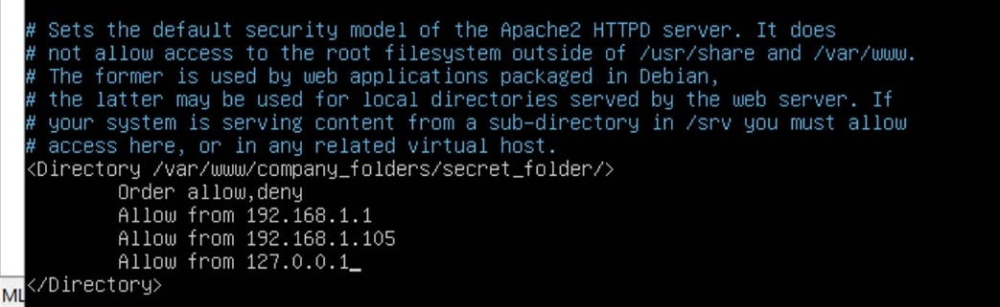 # Sets the default security model of the Apache2 HTTPD server. It does
# not allow access to the root filesystem outside of /usr/share and /var/www.
# The former is used by web applications packaged in Debian,
# the latter may be used for local directories served by the web server. If
# your system is serving content from a sub-directory in /srv you must allow
# access here, or in any related virtual host.
<Directory /var/www/company_folders/secret_folder/>
        Order allow,deny
        Allow from 192.168.1.1
        Allow from 192.168.1.105
        Allow from 127.0.0.1_
</Directory>
ML